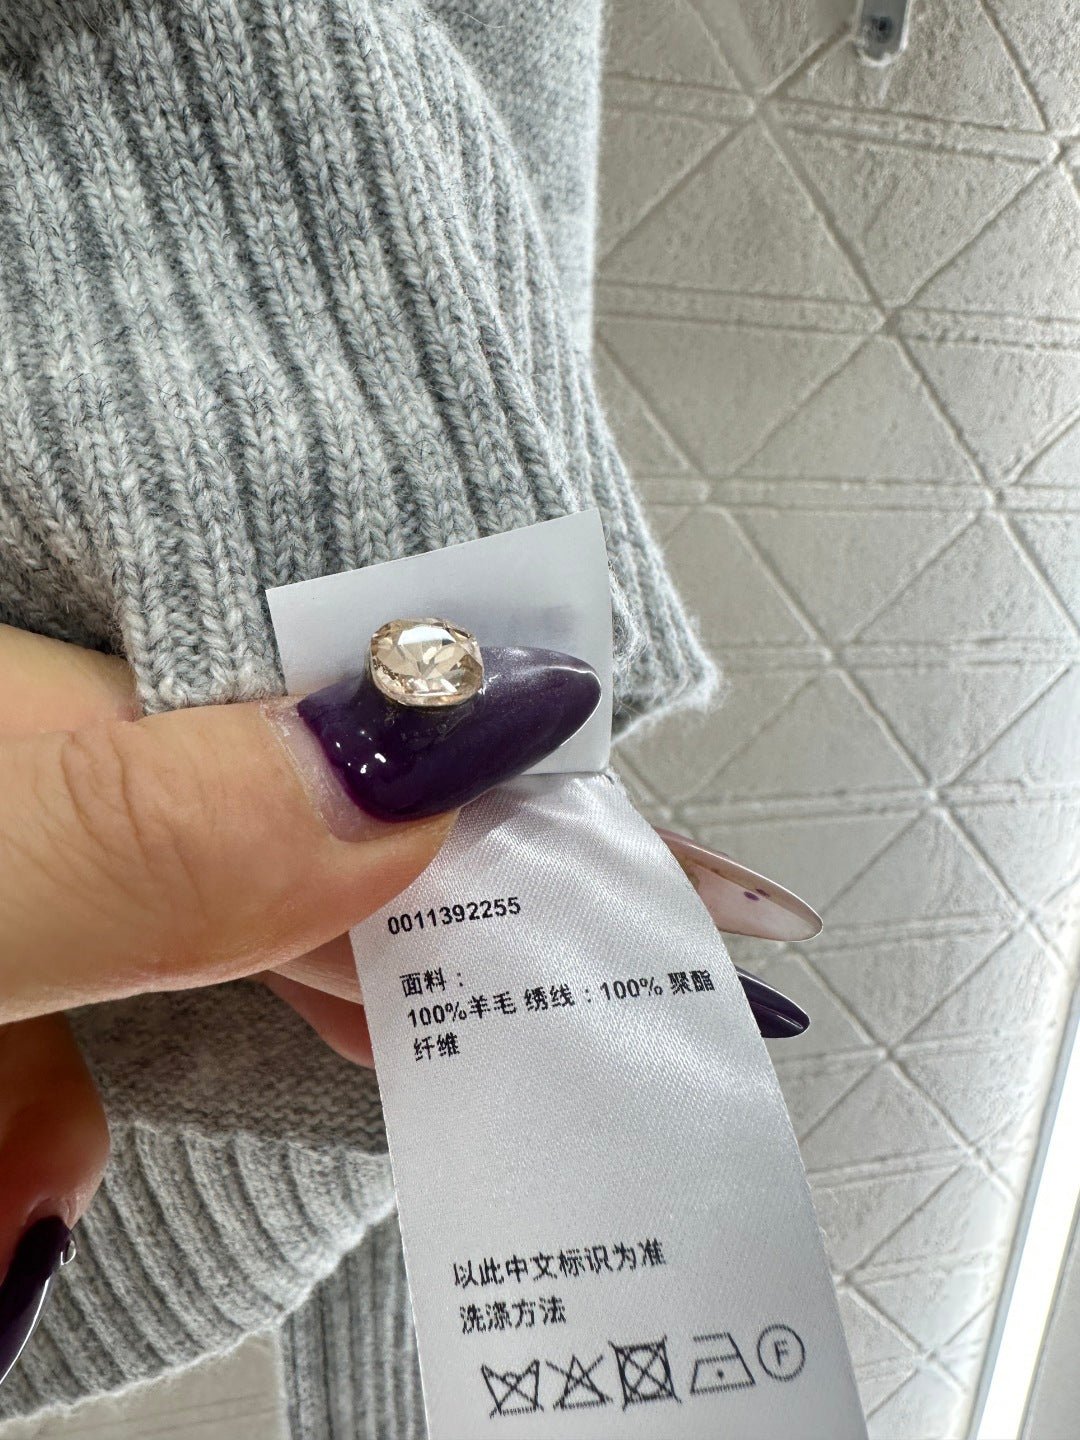 0011392255
面料：
100%羊毛 绣线：100% 聚酯
纤维
以此中文标识为准
洗涤方法
F